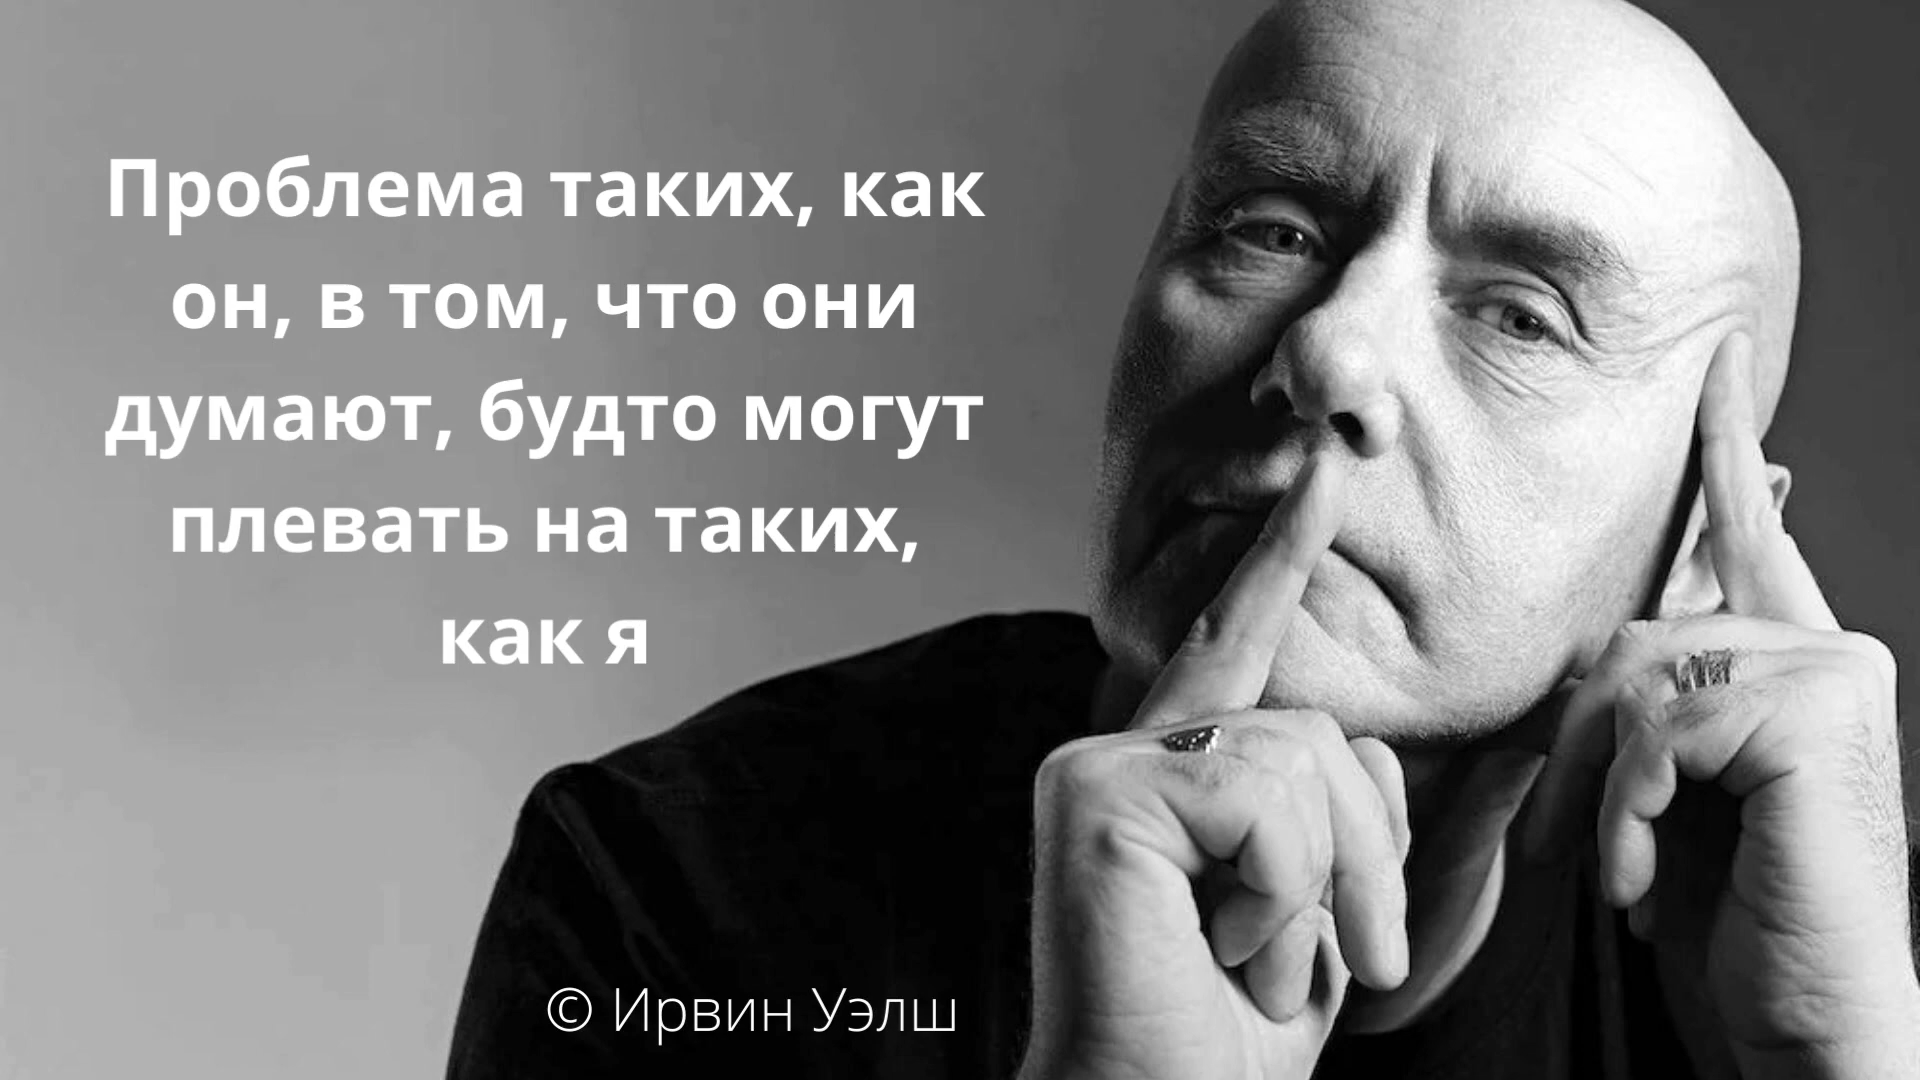 Проблема таких, как
он, в том, что они
думают, будто могут
плевать на таких,
как я
© Ирвин Уэлш